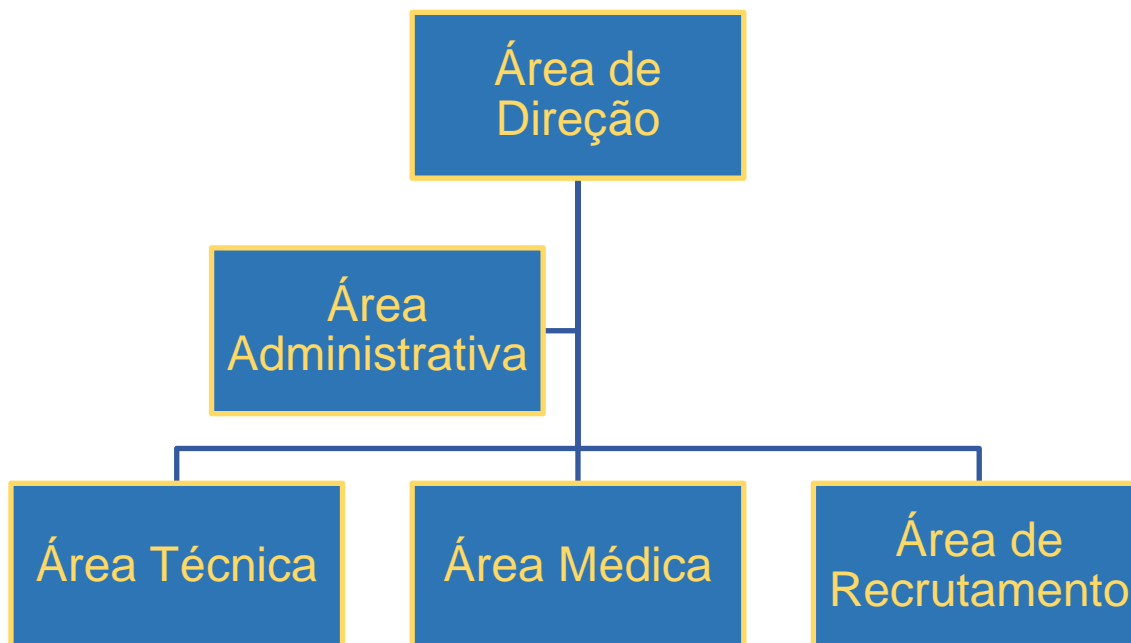 Área de
Direção
Área
Administrativa
Área Técnica
Área Médica
Área de
Recrutamento